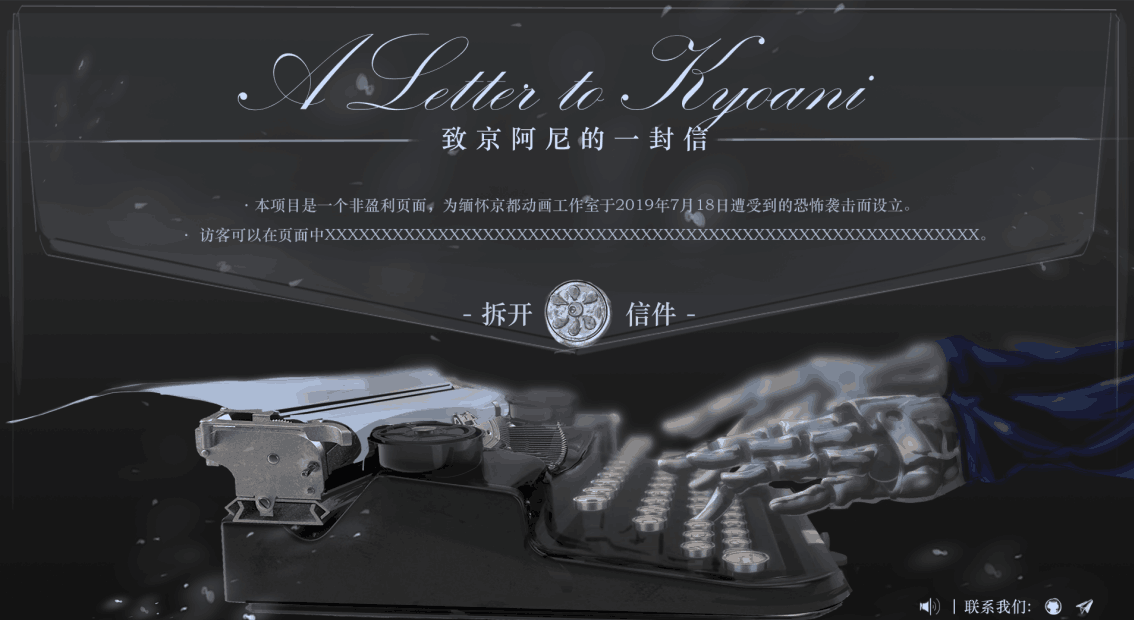 A Letter to Kyoani
致京阿尼的一封信
· 本项目是一个非盈利页面，为缅怀京都动画工作室于2019年7月18日遭受到的恐怖袭击而设立。
· 访客可以在页面中XXXXXXXXXXXXXXXXXXXXXXXXXXXXXXXXXXXXXXXXXXXXXXXXXXXXXXXXXX。
- 拆开 信件 -
| 联系我们: